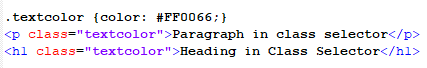 .textcolor {color: #FF0066;}
<p class="textcolor">Paragraph in class selector</p>
<h1 class="textcolor">Heading in Class Selector</h1>